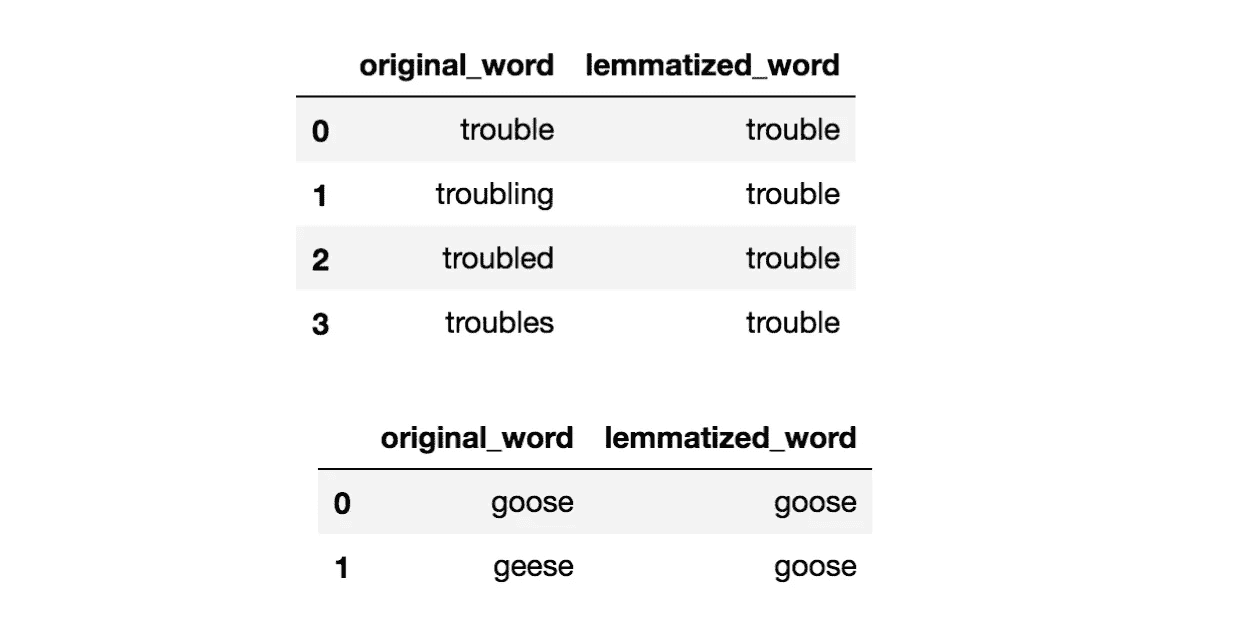 original_word lemmatized_word
0 trouble trouble
1 troubling trouble
2 troubled trouble
3 troubles trouble
original_word lemmatized_word
0 goose goose
1 geese goose